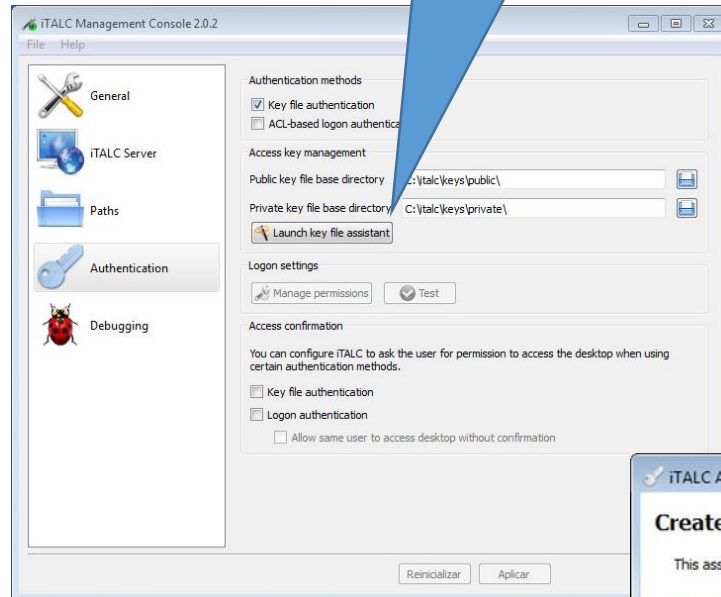 iTALC Management Console 2.0.2
File Help
General
iTALC Server
Paths
Authentication
Debugging
Authentication methods
Key file authentication
ACL-based logon
Access key management
Public key file base directory
:\italc\keys\public\
Private key file base directory
C:\italc\keys\private\
Launch key file assistant
Logon settings
Manage permissions Test
Access confirmation
You can configure iTALC to ask the user for permission to access the desktop when using
certain authentication methods.
Key file authentication
Logon authentication
Allow same user to access desktop without confirmation
Reinicializar Aplicar
iTALC
Create
This